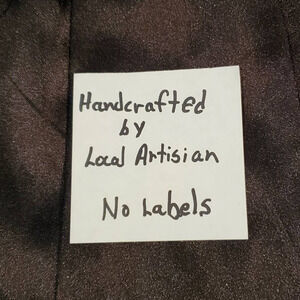 Handcrafted
by
Local Artisian
No Labels